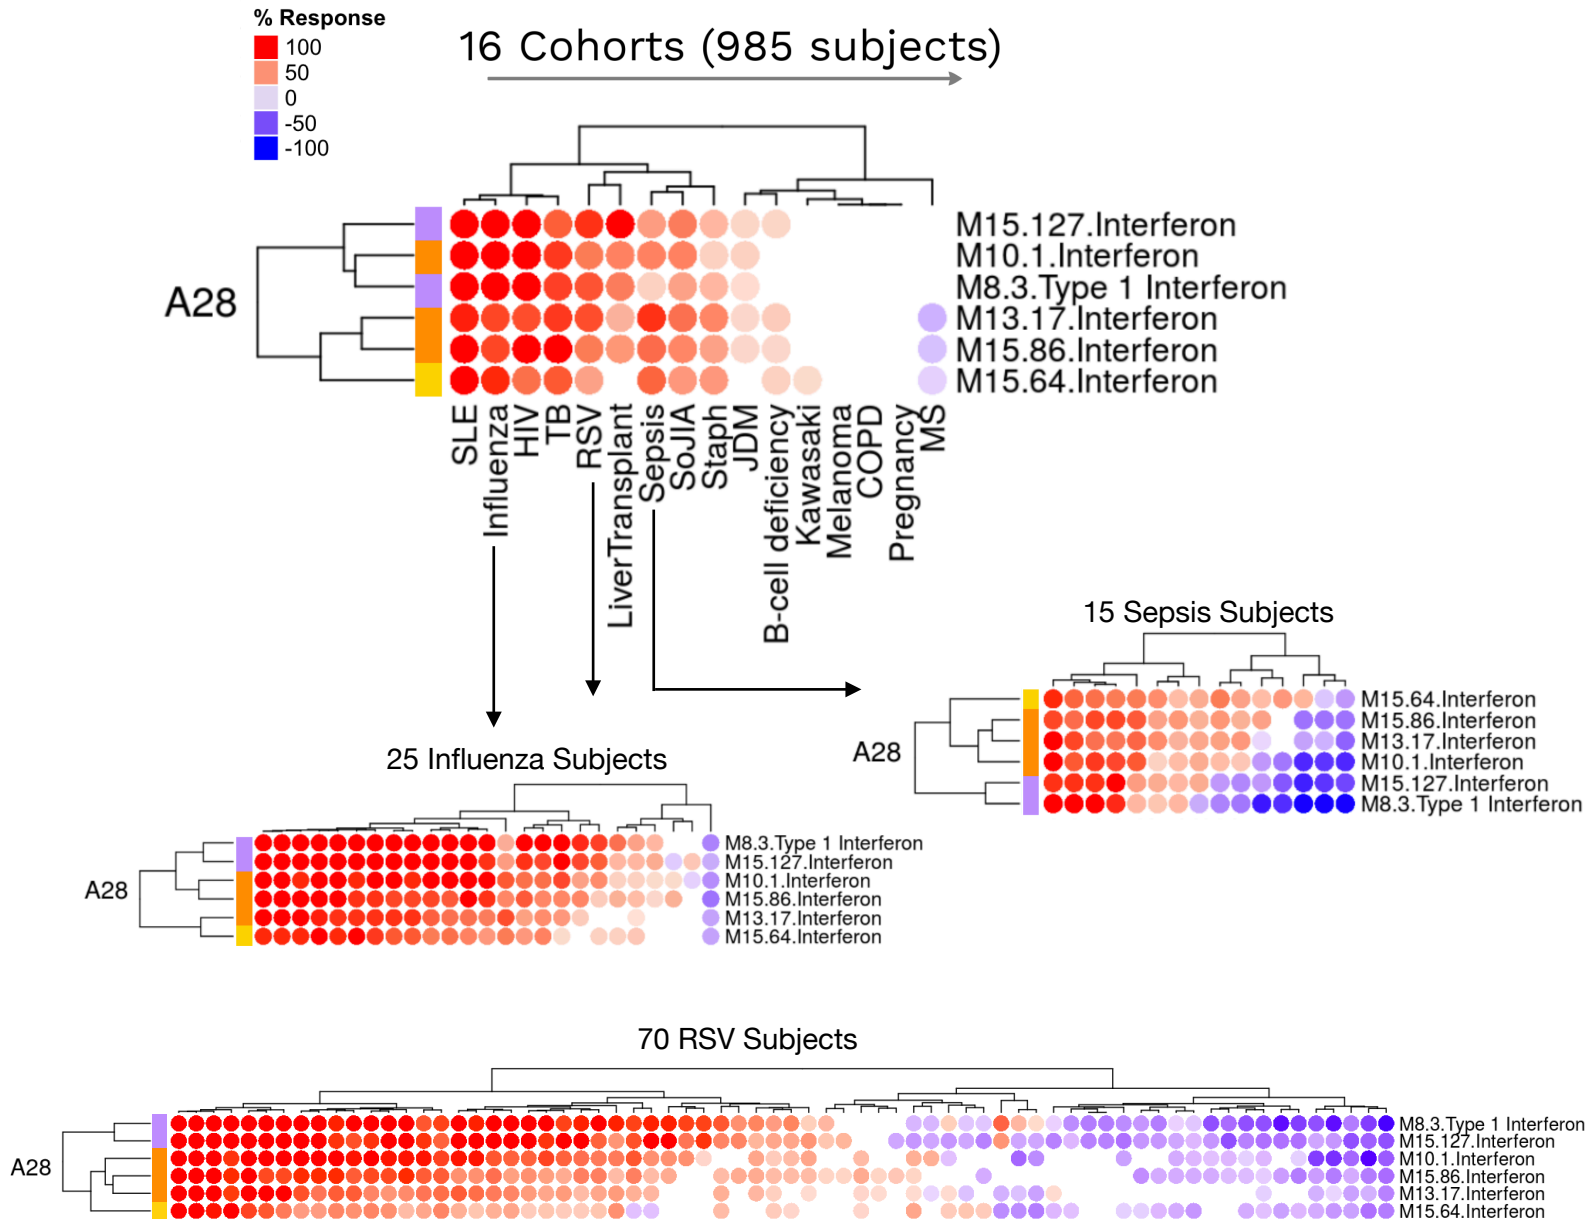 % Response
100
50
0
-50
-100
16 Cohorts (985 subjects)
A28
M15.127.Interferon
M10.1.Interferon
M8.3.Type 1 Interferon
M13.17.Interferon
M15.86.Interferon
M15.64.Interferon
SLE
Influenza
HIV
TB
RSV
LiverTransplant
Sepsis
SoJIA
Staph
JDM
B-cell deficiency
Kawasaki
Melanoma
COPD
Pregnancy
MS
15 Sepsis Subjects
A28
M15.64.Interferon
M15.86.Interferon
M13.17.Interferon
M10.1.Interferon
M15.127.Interferon
M8.3.Type 1 Interferon
25 Influenza Subjects
A28
M8.3.Type 1 Interferon
M15.127.Interferon
M10.1.Interferon
M15.86.Interferon
M13.17.Interferon
M15.64.Interferon
70 RSV Subjects
A28
M8.3.Type 1 Interferon
M15.127.Interferon
M10.1.Interferon
M15.86.Interferon
M13.17.Interferon
M15.64.Interferon